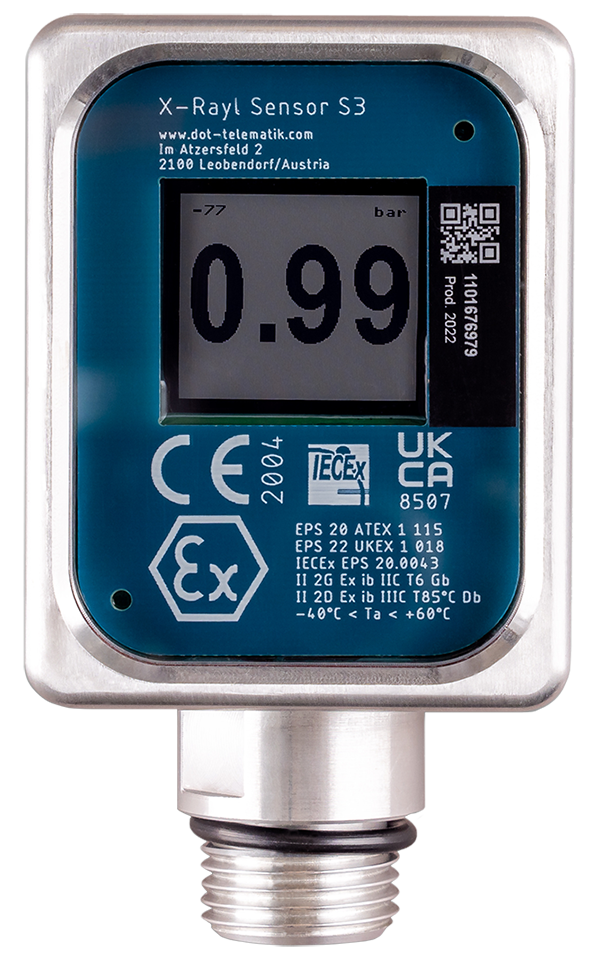 X-Rayl Sensor S3
www.dot-telematik.com
Im Atzersfeld 2
2100 Leobendorf/Austria
-77 bar
0.99
1101676979
Prod. 2022
CE 2004
IECEx
UK
CA
8507
Ex
EPS 20 ATEX 1 115
EPS 22 UKEX 1 018
IECEx EPS 20.0043
II 2G Ex ib IIC T6 Gb
II 2D Ex ib IIIC T85°C Db
-40°C < Ta < +60°C